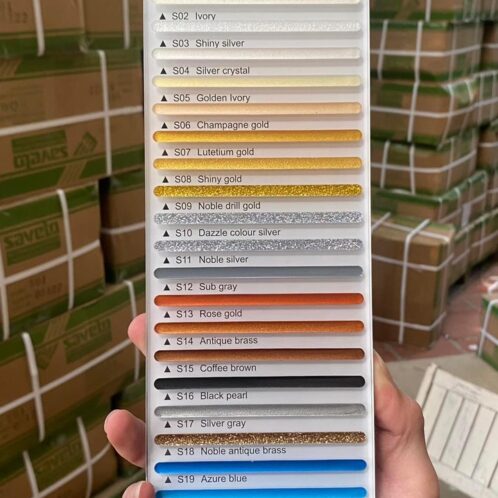 ▲ S02 Ivory
▲ S03 Shiny silver
▲ S04 Silver crystal
▲ S05 Golden Ivory
▲ S06 Champagne gold
▲ S07 Lutetium gold
▲ S08 Shiny gold
▲ S09 Noble drill gold
▲ S10 Dazzle colour silver
▲ S11 Noble silver
▲ S12 Sub gray
▲ S13 Rose gold
▲ S14 Antique brass
▲ S15 Coffee brown
▲ S16 Black pearl
▲ S17 Silver gray
▲ S18 Noble antique brass
▲ S19 Azure blue
saveto
saveto